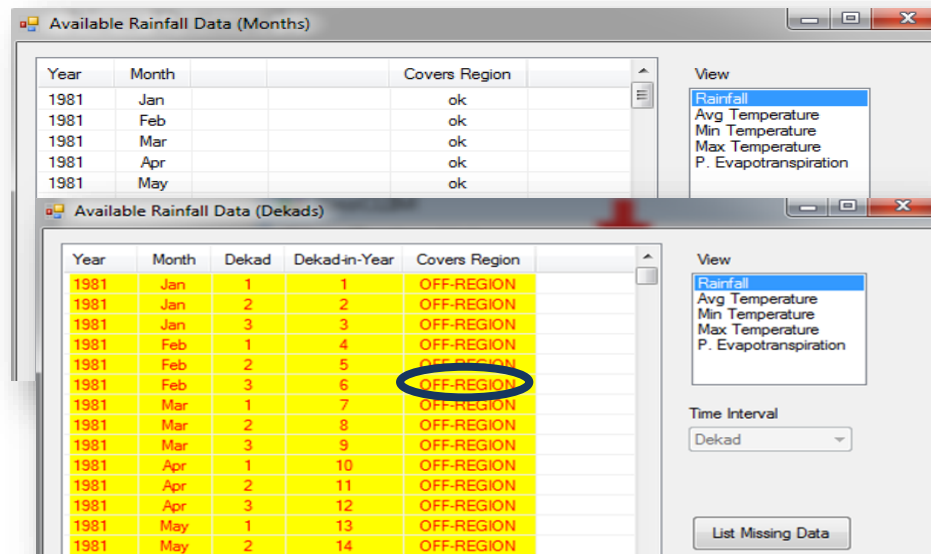 Available Rainfall Data (Months)
Year Month Covers Region
1981 Jan ok
1981 Feb ok
1981 Mar ok
1981 Apr ok
1981 May ok
View
Rainfall
Avg Temperature
Min Temperature
Max Temperature
P. Evapotranspiration
Available Rainfall Data (Dekads)
Year Month Dekad Dekad-in-Year Covers Region
1981 Jan 1 1 OFF-REGION
1981 Jan 2 2 OFF-REGION
1981 Jan 3 3 OFF-REGION
1981 Feb 1 4 OFF-REGION
1981 Feb 2 5 OFF-REGION
1981 Feb 3 6 OFF-REGION
1981 Mar 1 7 OFF-REGION
1981 Mar 2 8 OFF-REGION
1981 Mar 3 9 OFF-REGION
1981 Apr 1 10 OFF-REGION
1981 Apr 2 11 OFF-REGION
1981 Apr 3 12 OFF-REGION
1981 May 1 13 OFF-REGION
1981 May 2 14 OFF-REGION
View
Rainfall
Avg Temperature
Min Temperature
Max Temperature
P. Evapotranspiration
Time Interval
Dekad
List Missing Data